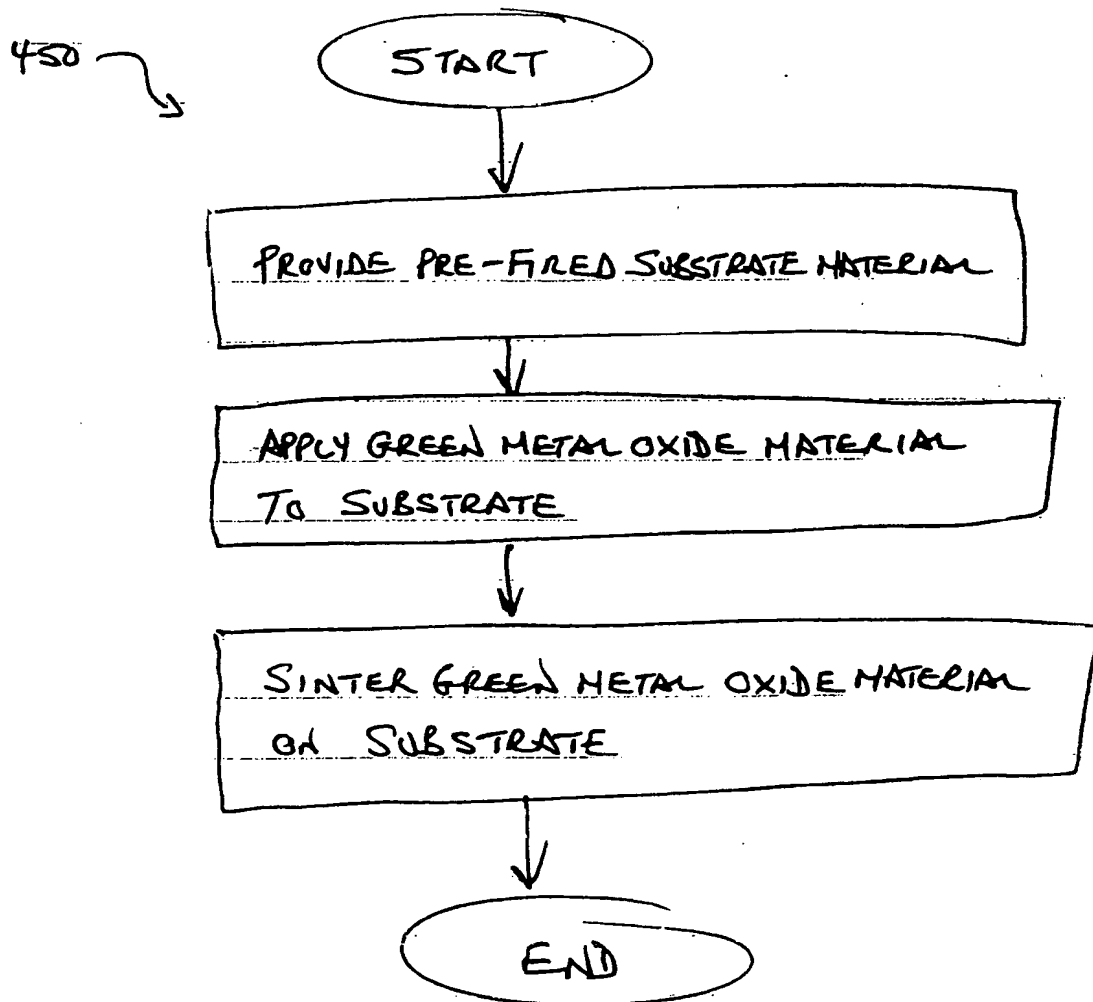 450
START
PROVIDE PRE-FIRED SUBSTRATE MATERIAL
APPLY GREEN METAL OXIDE MATERIAL
TO SUBSTRATE
SINTER GREEN METAL OXIDE MATERIAL
ON SUBSTRATE
END